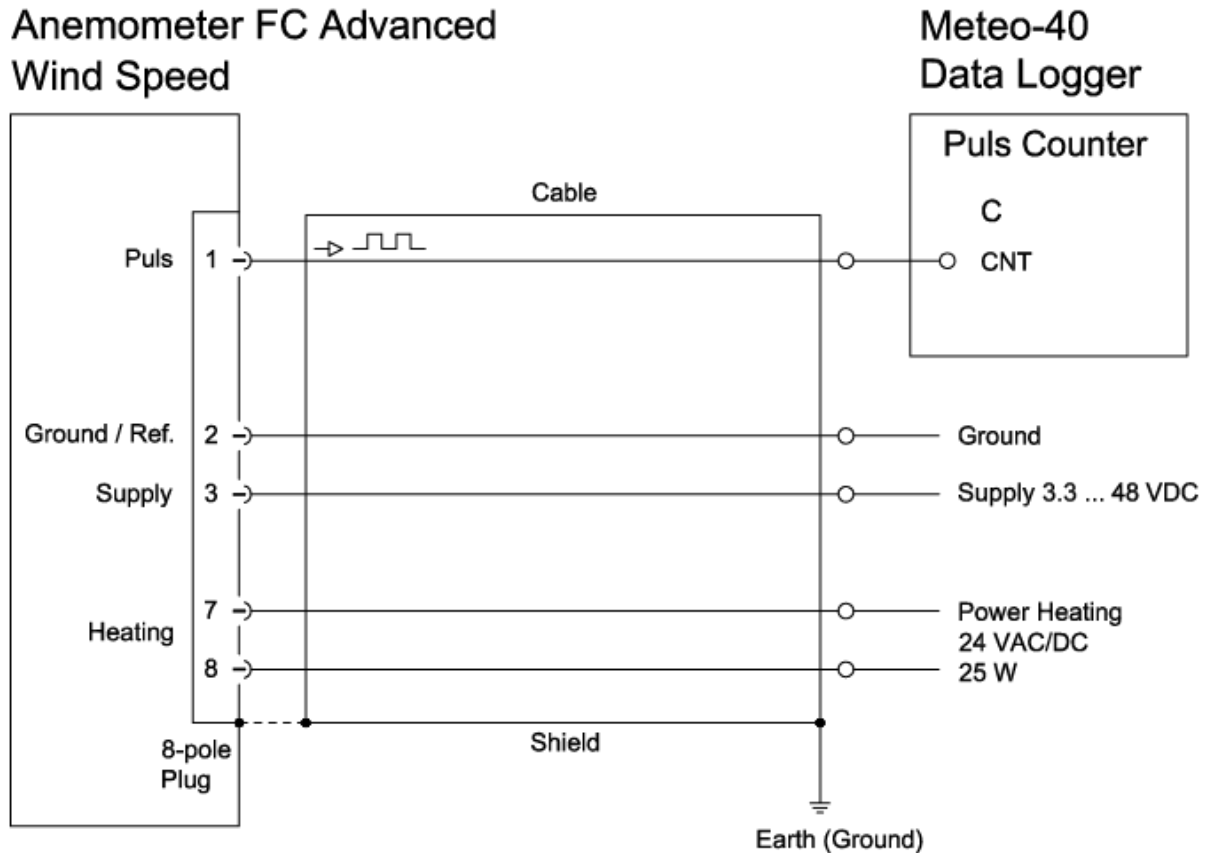 Anemometer FC Advanced
Wind Speed
Meteo-40
Data Logger
Puls Counter
Cable
C
Puls 1
CNT
Ground / Ref. 2
Ground
Supply 3
Supply 3.3 ... 48 VDC
7
Heating
8
Power Heating
24 VAC/DC
25 W
8-pole
Plug
Shield
Earth (Ground)